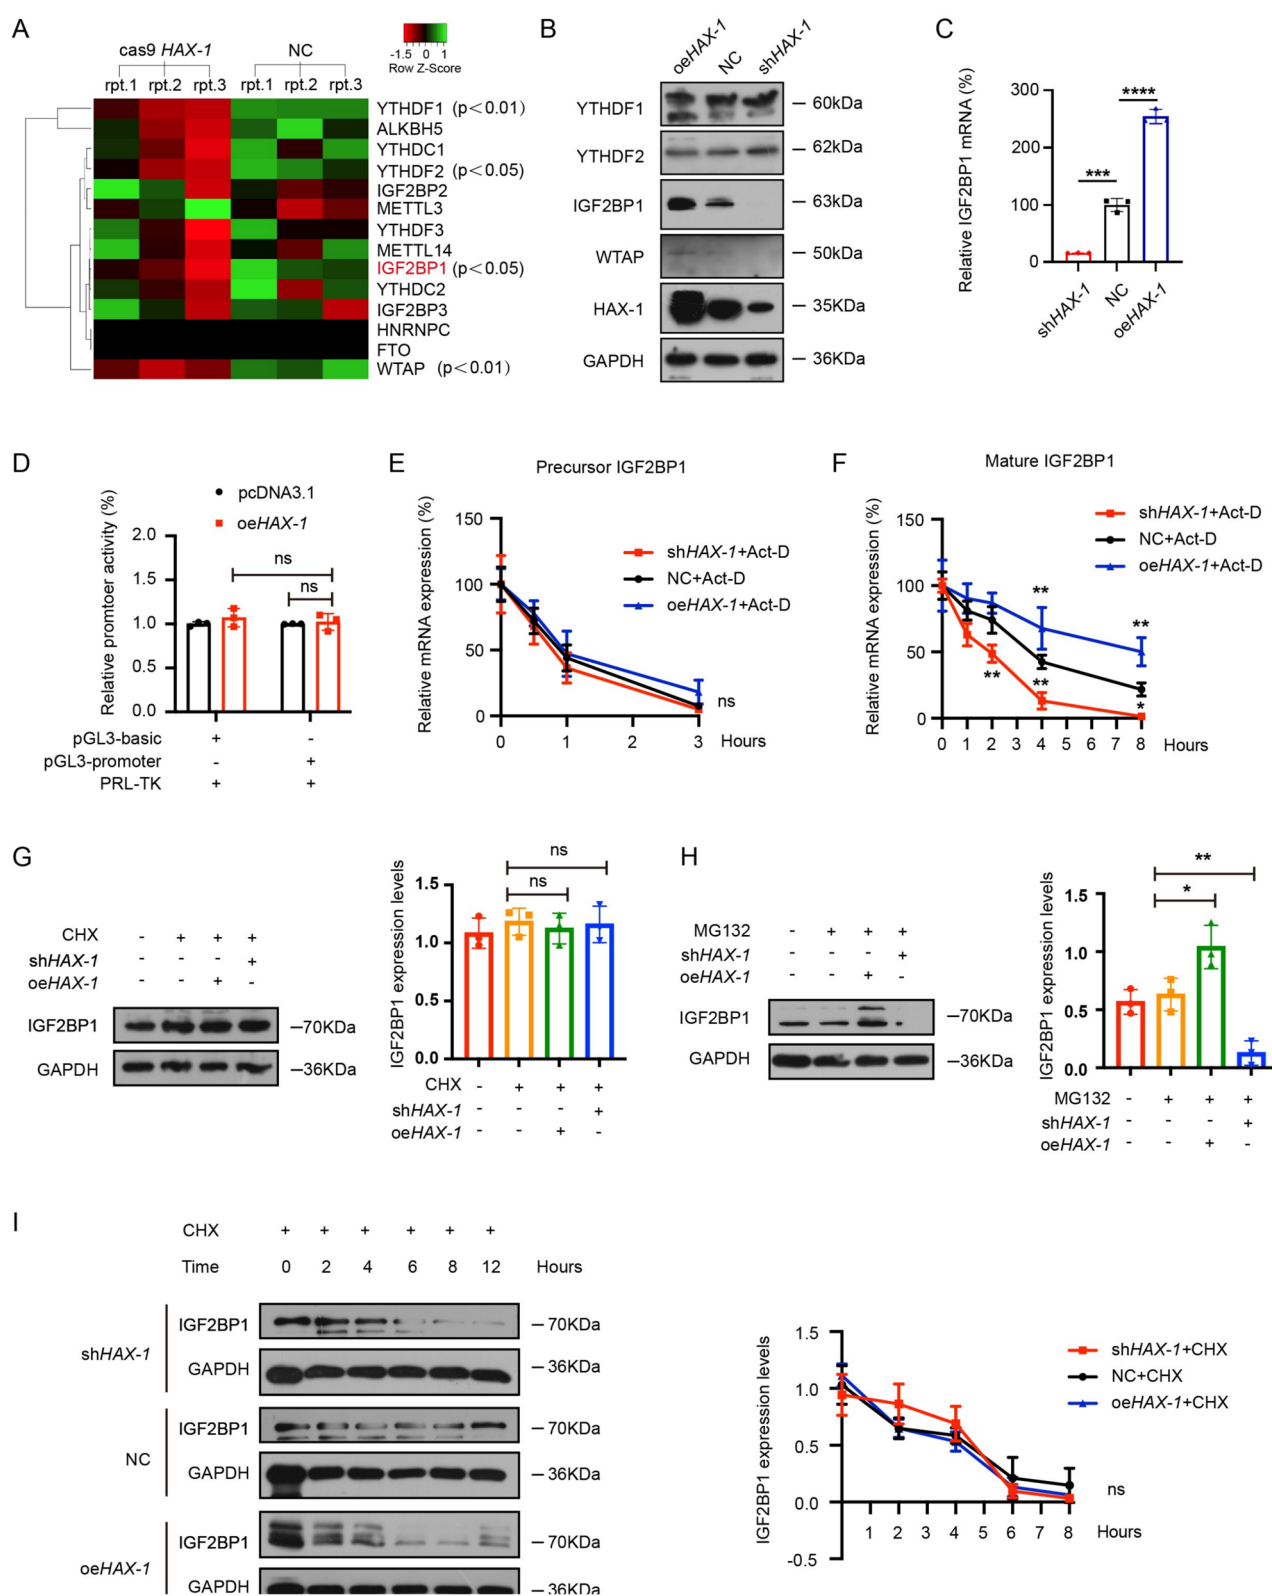 A
cas9 HAX-1 NC
rpt.1 rpt.2 rpt.3 rpt.1 rpt.2 rpt.3
-1.5 0 1
Row Z-Score
YTHDF1 (p<0.01)
ALKBH5
YTHDC1
YTHDF2 (p<0.05)
IGF2BP2
METTL3
YTHDF3
METTL14
IGF2BP1 (p<0.05)
YTHDC2
IGF2BP3
HNRNPC
FTO
WTAP (p<0.01)
B
oeHAX-1 NC shHAX-1
YTHDF1 60kDa
YTHDF2 62kDa
IGF2BP1 63kDa
WTAP 50kDa
HAX-1 35KDa
GAPDH 36KDa
C
Relative IGF2BP1 mRNA (%)
300
200
100
0
***
****
shHAX-1 NC oeHAX-1
D
pcDNA3.1
oeHAX-1
Relative promtoer activity (%)
2.0
1.5
1.0
0.5
0.0
ns
ns
pGL3-basic + -
pGL3-promoter - +
PRL-TK + +
E
Precursor IGF2BP1
Relative mRNA expression (%)
150
100
50
0
shHAX-1+Act-D
NC+Act-D
oeHAX-1+Act-D
ns
0 1 2 3 Hours
F
Mature IGF2BP1
Relative mRNA expression (%)
150
100
50
0
shHAX-1+Act-D
NC+Act-D
oeHAX-1+Act-D
**
**
**
**
*
0 1 2 3 4 5 6 7 8 Hours
G
CHX - + + +
shHAX-1 - - - +
oeHAX-1 - - + -
IGF2BP1 70KDa
GAPDH 36KDa
IGF2BP1 expression levels
1.5
1.0
0.5
0.0
ns
ns
CHX - + + +
shHAX-1 - - - +
oeHAX-1 - - + -
H
MG132 - + + +
shHAX-1 - - - +
oeHAX-1 - - + -
IGF2BP1 70KDa
GAPDH 36KDa
IGF2BP1 expression levels
1.5
1.0
0.5
0.0
**
*
MG132 - + + +
shHAX-1 - - - +
oeHAX-1 - - + -
I
CHX + + + + + +
Time 0 2 4 6 8 12 Hours
shHAX-1
IGF2BP1 70KDa
GAPDH 36KDa
NC
IGF2BP1 70KDa
GAPDH 36KDa
oeHAX-1
IGF2BP1 70KDa
GAPDH 36KDa
IGF2BP1 expression levels
1.5
1.0
0.5
0.0
-0.5
shHAX-1+CHX
NC+CHX
oeHAX-1+CHX
ns
1 2 3 4 5 6 7 8 Hours